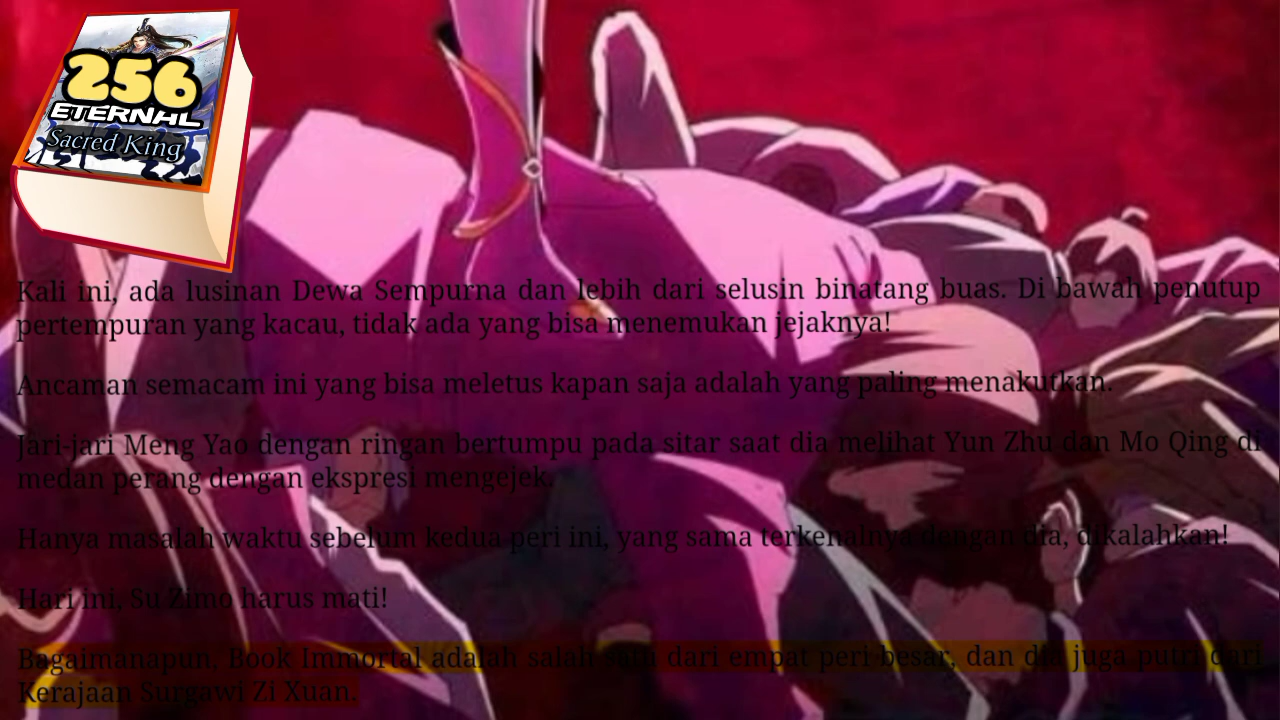 256
ETERNAL
Sacred King
Kali ini, ada lusinan Dewa Sempurna dan lebih dari selusin binatang buas. Di bawah penutup
pertempuran yang kacau, tidak ada yang bisa menemukan jejaknya!
Ancaman semacam ini yang bisa meletus kapan saja adalah yang paling menakutkan.
Jari-jari Meng Yao dengan ringan bertumpu pada sitar saat dia melihat Yun Zhu dan Mo Qing di
medan perang dengan ekspresi mengejek.
Hanya masalah waktu sebelum kedua peri ini, yang sama terkenalnya dengan dia, dikalahkan!
Hari ini, Su Zimo harus mati!
Bagaimanapun, Book Immortal adalah salah satu dari empat peri besar, dan dia juga putri dari
Kerajaan Surgawi Zi Xuan.